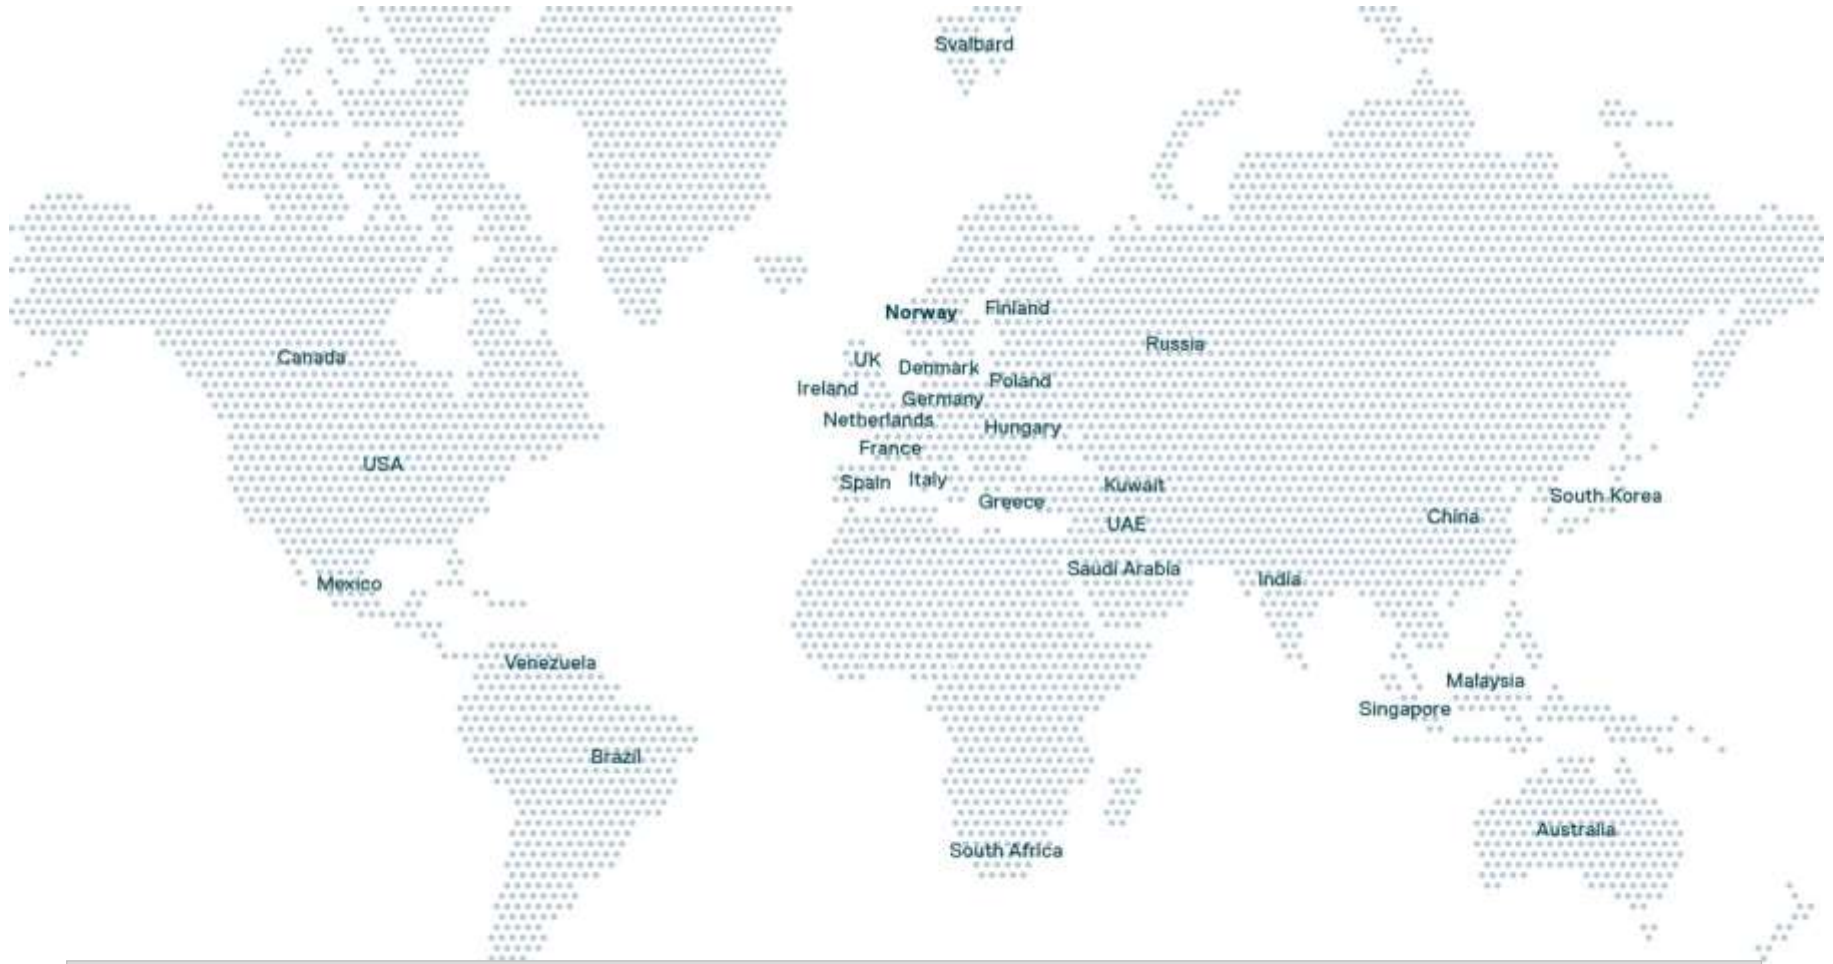 Svalbard
Norway
Finland
Russia
Canada
UK
Denmark
Poland
Ireland
Germany
Netherlands
Hungary
France
USA
Spain
Italy
Kuwait
Greece
South Korea
China
UAE
Saudi Arabia
India
Mexico
Venezuela
Malaysia
Singapore
Brazil
Australia
South Africa